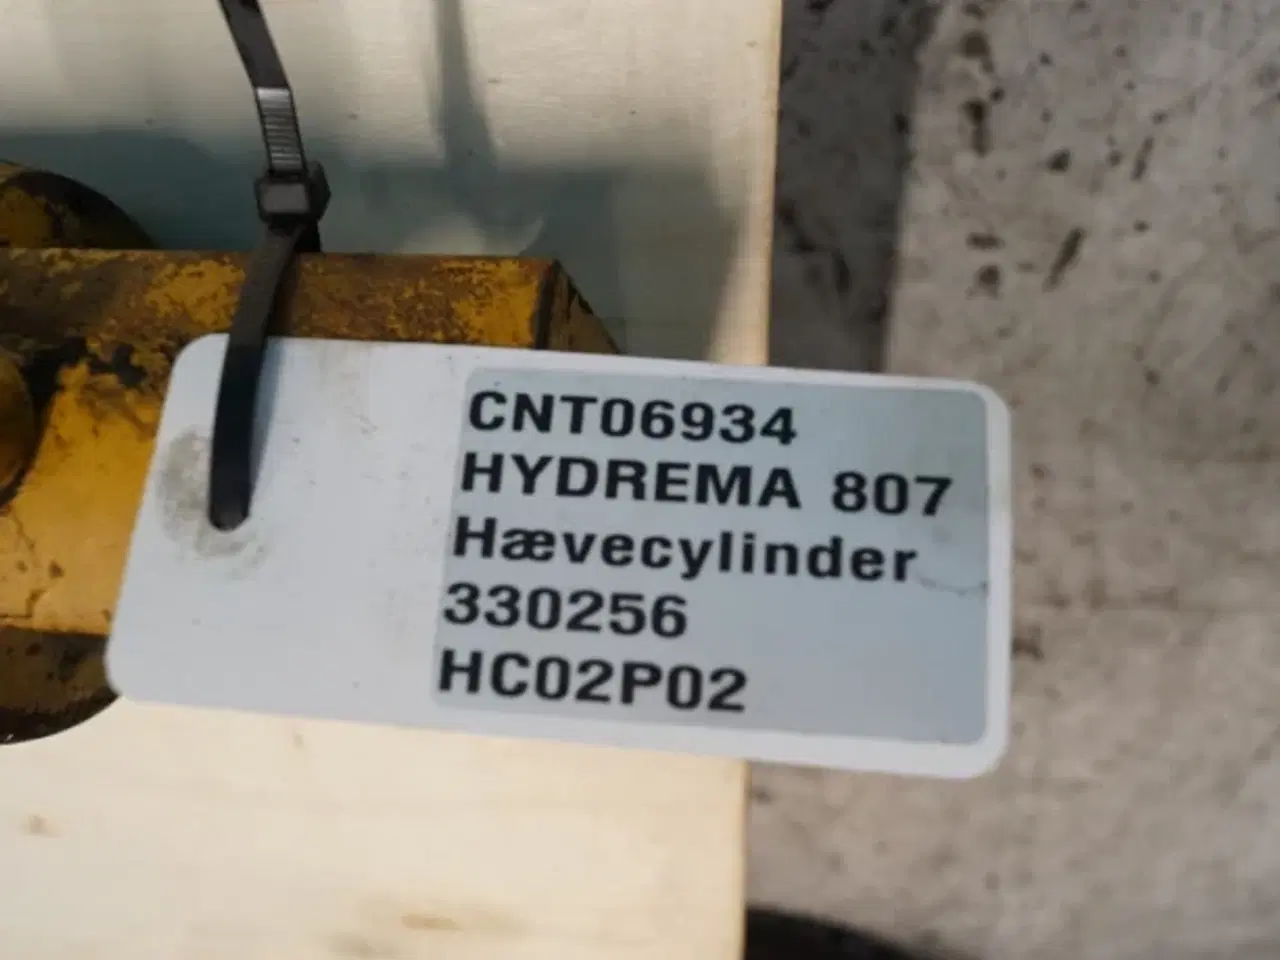 CNT06934
HYDREMA 807
Hævecylinder
330256
HC02P02